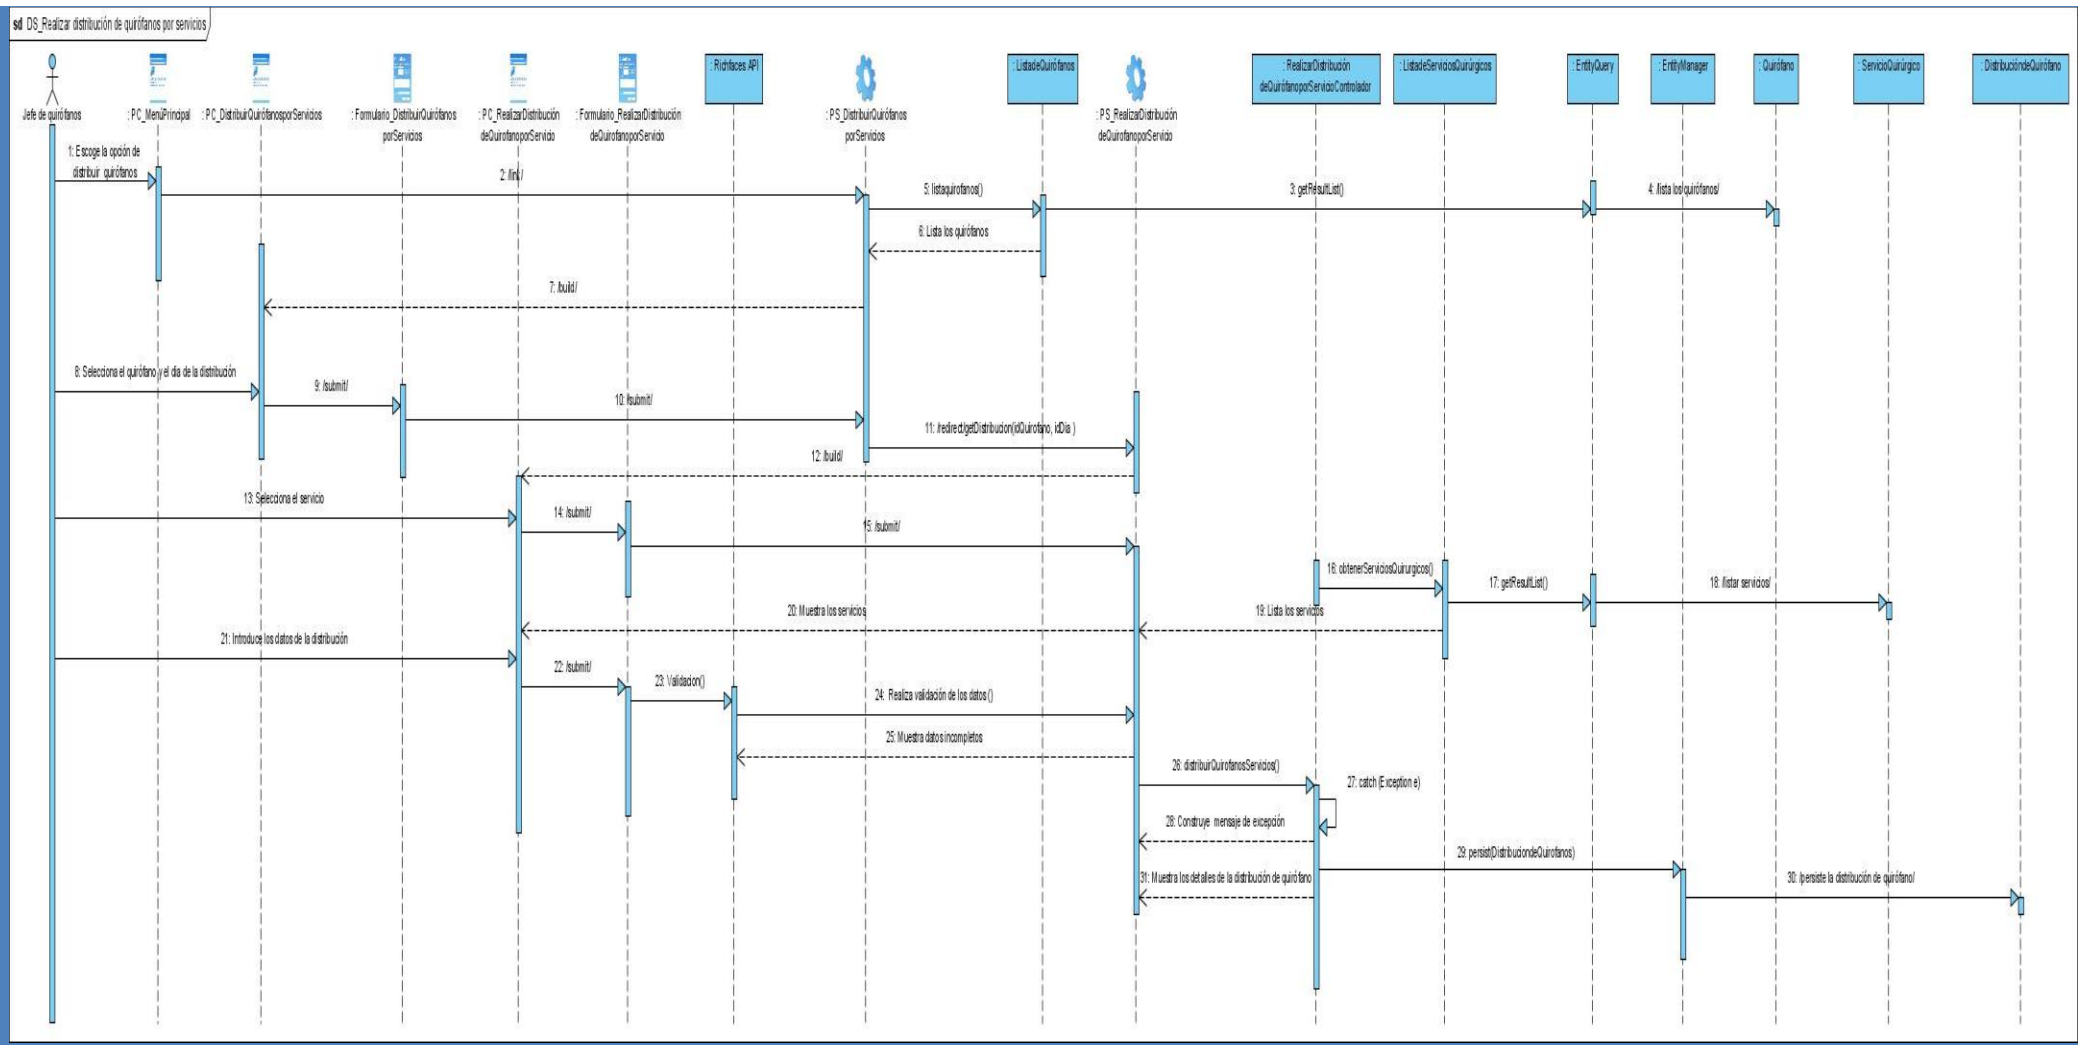 sd DS_Realizar distribución de quirófanos por servicios
Jefe de quirófanos
: PC_MenúPrincipal
: PC_DistribuirQuirófanosporServicios
: Formulario_DistribuirQuirófanos
porServicios
: PC_RealizarDistribución
deQuirofanoporServicio
: Formulario_RealizarDistribución
deQuirofanoporServicio
: Richfaces API
: PS_DistribuirQuirófanos
porServicios
: ListadeQuirófanos
: PS_RealizarDistribución
deQuirofanoporServicio
: RealizarDistribución
deQuirófanoporServicioControlador
: ListadeServiciosQuirúrgicos
: EntityQuery
: EntityManager
: Quirófano
: ServicioQuirúrgico
: DistribucióndeQuirófano
1: Escoge la opción de
distribuir quirófanos
2: /link/
5: listaquirofanos()
3: getResultList()
4: /lista los quirófanos/
6: Lista los quirófanos
7: /build/
8: Selecciona el quirófano y el dia de la distribución
9: /submit/
10: /submit/
11: /redirect/getDistribucion(idQuirofano, idDia )
12: /build/
13: Selecciona el servicio
14: /submit/
15: /submit/
16: obtenerServiciosQuirurgicos()
17: getResultList()
18: /listar servicios/
19: Lista los servicios
20: Muestra los servicios
21: Introduce los datos de la distribución
22: /submit/
23: Validacion()
24: Realiza validación de los datos ()
25: Muestra datos incompletos
26: distribuirQuirofanosServicios()
27: catch (Exception e)
28: Construye mensaje de excepción
29: persist(DistribuciondeQuirofanos)
31: Muestra los detalles de la distribución de quirófano
30: /persiste la distribución de quirófano/